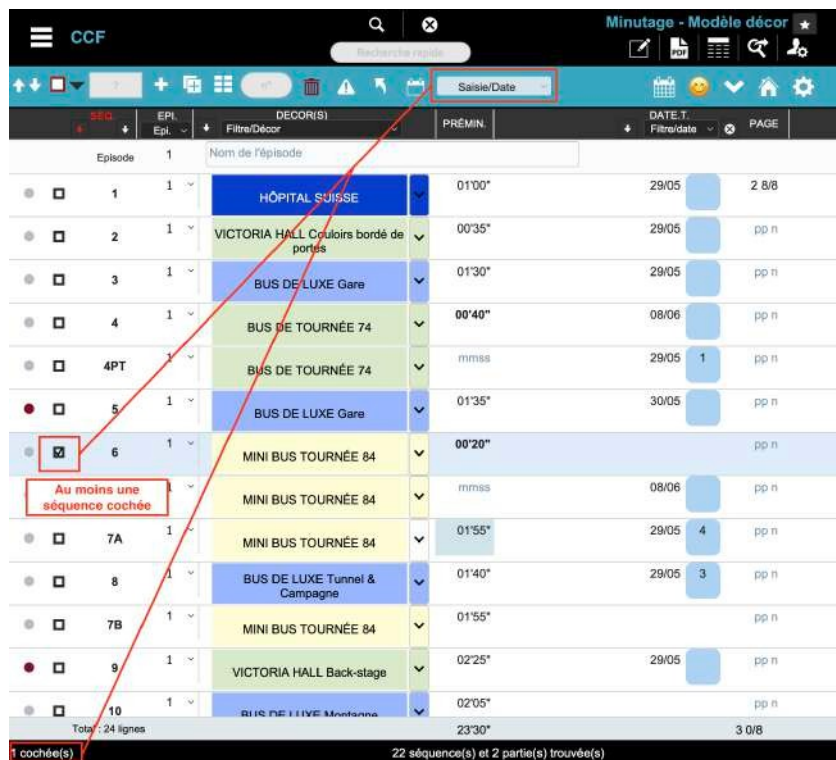 CCF
Minutage - Modèle décor
Recherche rapide
PDF
?
n°
Saisie/Date
SEQ.
EPI.
Epi.
DECOR(S)
Filtre/Décor
PRÉMIN.
DATE.T.
Filtre/date
PAGE
Episode 1 Nom de l'épisode
1 1 HÔPITAL SUISSE 01'00" 29/05 2 8/8
2 1 VICTORIA HALL Couloirs bordé de portes 00'35" 29/05 pp n
3 1 BUS DE LUXE Gare 01'30" 29/05 pp n
4 1 BUS DE TOURNÉE 74 00'40" 08/06 pp n
4PT 1 BUS DE TOURNÉE 74 mmss 29/05 1 pp n
5 1 BUS DE LUXE Gare 01'35" 30/05 pp n
6 1 MINI BUS TOURNÉE 84 00'20" pp n
Au moins une
séquence cochée
1 MINI BUS TOURNÉE 84 mmss 08/06 pp n
7A 1 MINI BUS TOURNÉE 84 01'55" 29/05 4 pp n
8 1 BUS DE LUXE Tunnel &
Campagne 01'40" 29/05 3 pp n
7B 1 MINI BUS TOURNÉE 84 01'55" pp n
9 1 VICTORIA HALL Back-stage 02'25" 29/05 pp n
10 1 BUS DE LUXE Montagne 02'05" pp n
Total : 24 lignes 23'30" 3 0/8
1 cochée(s) 22 séquence(s) et 2 partie(s) trouvée(s)